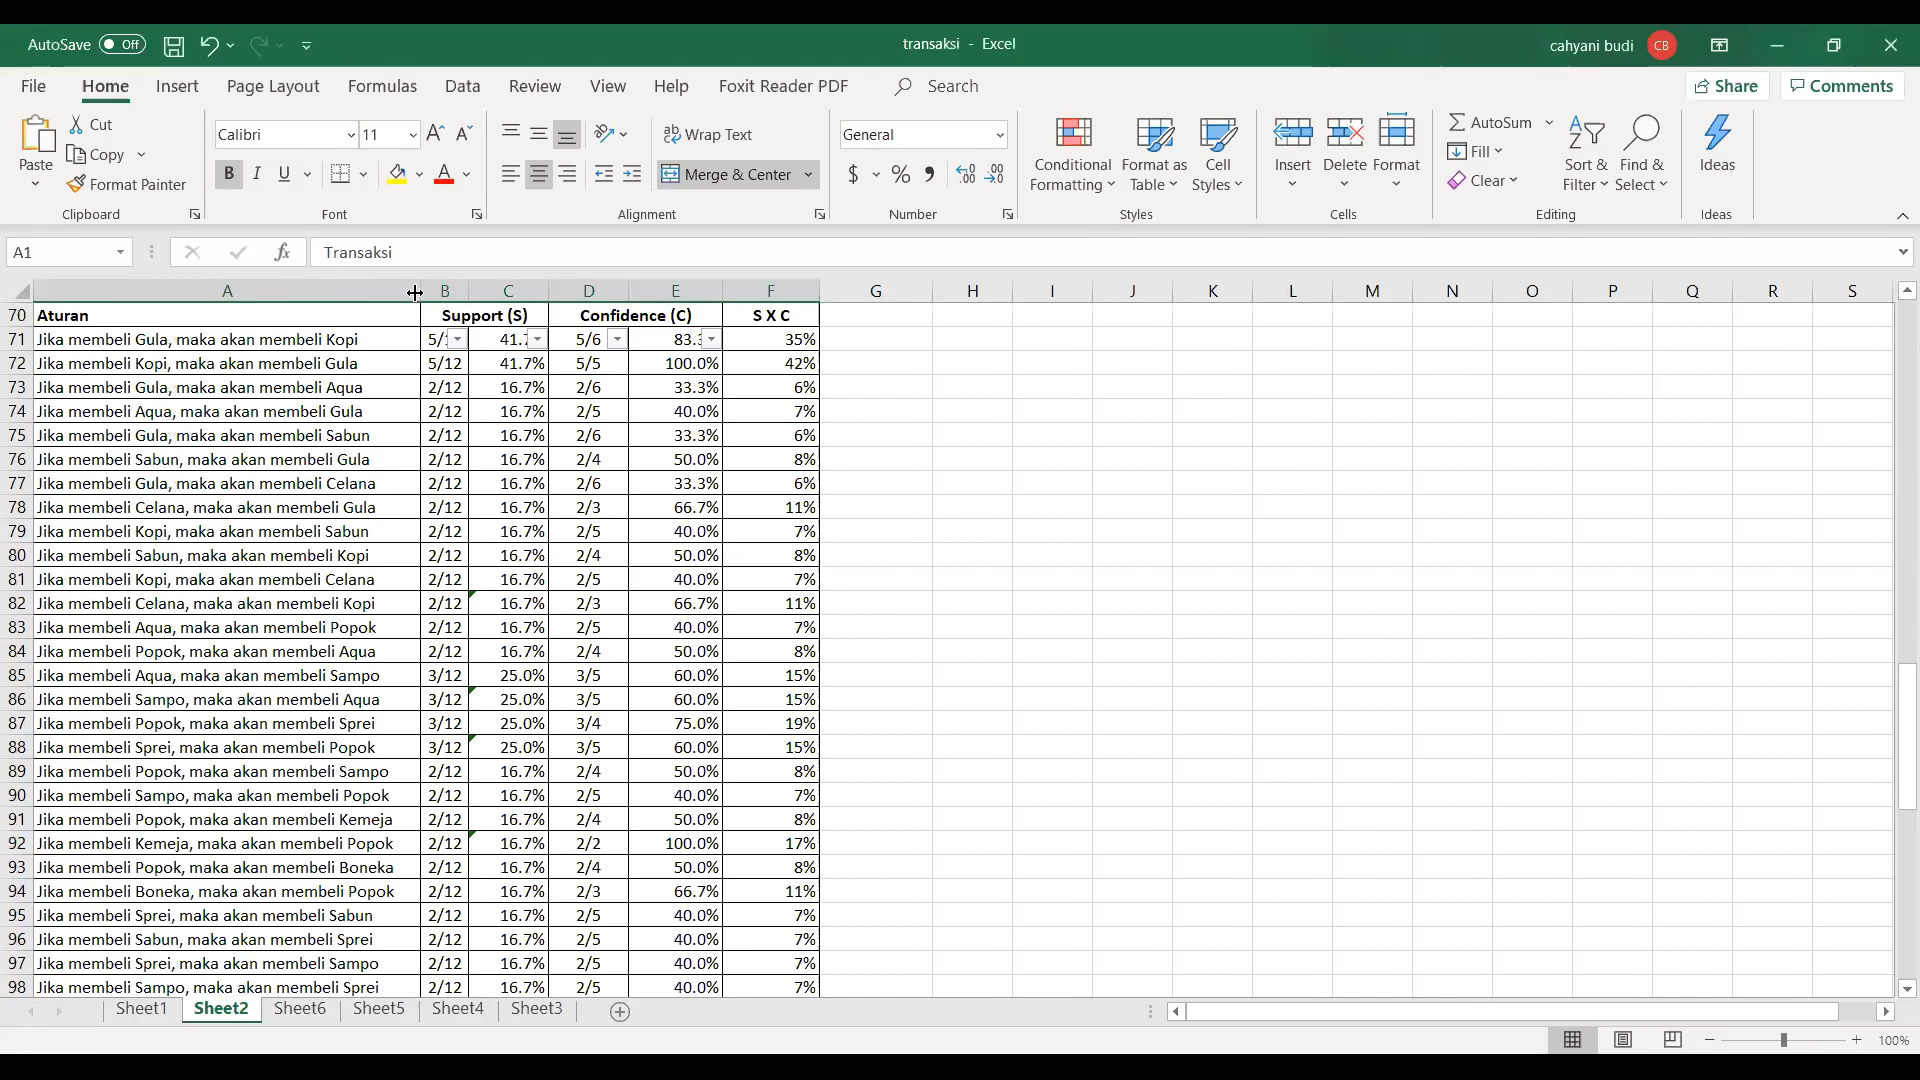 AutoSave Off transaksi - Excel cahyani budi CB
File Home Insert Page Layout Formulas Data Review View Help Foxit Reader PDF Search Share Comments
Paste Cut Copy Format Painter Clipboard
Calibri 11 B I U Font
Wrap Text Merge & Center Alignment
General $ % Number
Conditional Formatting Format as Table Cell Styles Styles
Insert Delete Format Cells
AutoSum Fill Clear Sort & Filter Find & Select Editing
Ideas Ideas
A1 fx Transaksi
A B C D E F G H I J K L M N O P Q R S
70 Aturan Support (S) Confidence (C) S X C
71 Jika membeli Gula, maka akan membeli Kopi 5/ 41. 5/6 83. 35%
72 Jika membeli Kopi, maka akan membeli Gula 5/12 41.7% 5/5 100.0% 42%
73 Jika membeli Gula, maka akan membeli Aqua 2/12 16.7% 2/6 33.3% 6%
74 Jika membeli Aqua, maka akan membeli Gula 2/12 16.7% 2/5 40.0% 7%
75 Jika membeli Gula, maka akan membeli Sabun 2/12 16.7% 2/6 33.3% 6%
76 Jika membeli Sabun, maka akan membeli Gula 2/12 16.7% 2/4 50.0% 8%
77 Jika membeli Gula, maka akan membeli Celana 2/12 16.7% 2/6 33.3% 6%
78 Jika membeli Celana, maka akan membeli Gula 2/12 16.7% 2/3 66.7% 11%
79 Jika membeli Kopi, maka akan membeli Sabun 2/12 16.7% 2/5 40.0% 7%
80 Jika membeli Sabun, maka akan membeli Kopi 2/12 16.7% 2/4 50.0% 8%
81 Jika membeli Kopi, maka akan membeli Celana 2/12 16.7% 2/5 40.0% 7%
82 Jika membeli Celana, maka akan membeli Kopi 2/12 16.7% 2/3 66.7% 11%
83 Jika membeli Aqua, maka akan membeli Popok 2/12 16.7% 2/5 40.0% 7%
84 Jika membeli Popok, maka akan membeli Aqua 2/12 16.7% 2/4 50.0% 8%
85 Jika membeli Aqua, maka akan membeli Sampo 3/12 25.0% 3/5 60.0% 15%
86 Jika membeli Sampo, maka akan membeli Aqua 3/12 25.0% 3/5 60.0% 15%
87 Jika membeli Popok, maka akan membeli Sprei 3/12 25.0% 3/4 75.0% 19%
88 Jika membeli Sprei, maka akan membeli Popok 3/12 25.0% 3/5 60.0% 15%
89 Jika membeli Popok, maka akan membeli Sampo 2/12 16.7% 2/4 50.0% 8%
90 Jika membeli Sampo, maka akan membeli Popok 2/12 16.7% 2/5 40.0% 7%
91 Jika membeli Popok, maka akan membeli Kemeja 2/12 16.7% 2/4 50.0% 8%
92 Jika membeli Kemeja, maka akan membeli Popok 2/12 16.7% 2/2 100.0% 17%
93 Jika membeli Popok, maka akan membeli Boneka 2/12 16.7% 2/4 50.0% 8%
94 Jika membeli Boneka, maka akan membeli Popok 2/12 16.7% 2/3 66.7% 11%
95 Jika membeli Sprei, maka akan membeli Sabun 2/12 16.7% 2/5 40.0% 7%
96 Jika membeli Sabun, maka akan membeli Sprei 2/12 16.7% 2/5 40.0% 7%
97 Jika membeli Sprei, maka akan membeli Sampo 2/12 16.7% 2/5 40.0% 7%
98 Jika membeli Sampo, maka akan membeli Sprei 2/12 16.7% 2/5 40.0% 7%
Sheet1 Sheet2 Sheet6 Sheet5 Sheet4 Sheet3
100%